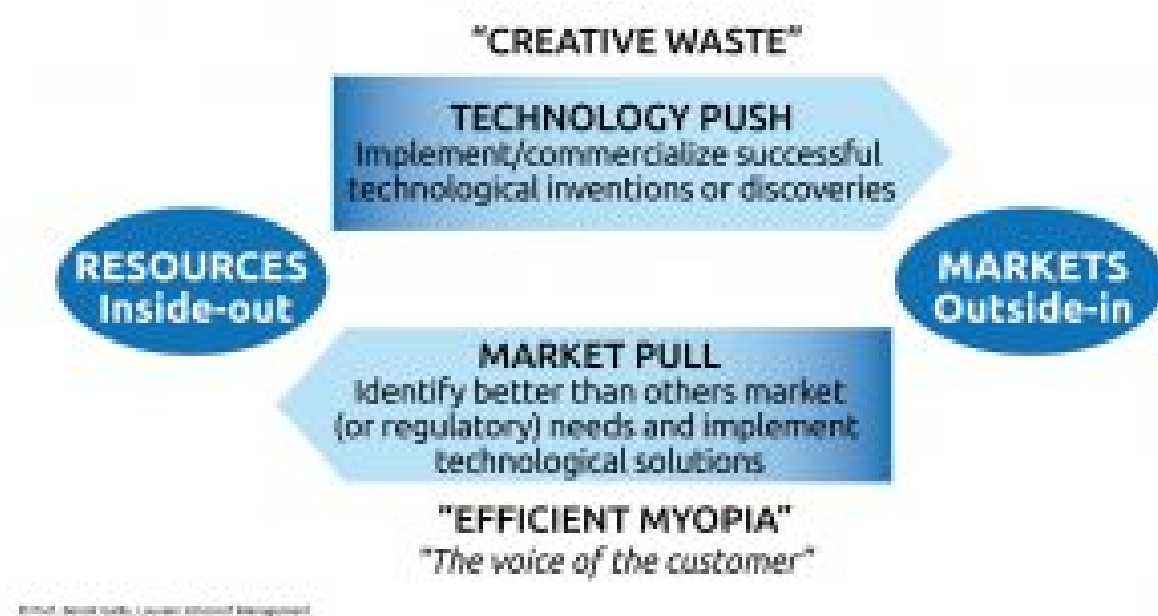 "CREATIVE WASTE"
TECHNOLOGY PUSH
Implement/commercialize successful
technological inventions or discoveries
RESOURCES
Inside-out
MARKETS
Outside-in
MARKET PULL
Identify better than others market
(or regulatory) needs and implement
technological solutions
"EFFICIENT MYOPIA"
"The voice of the customer"